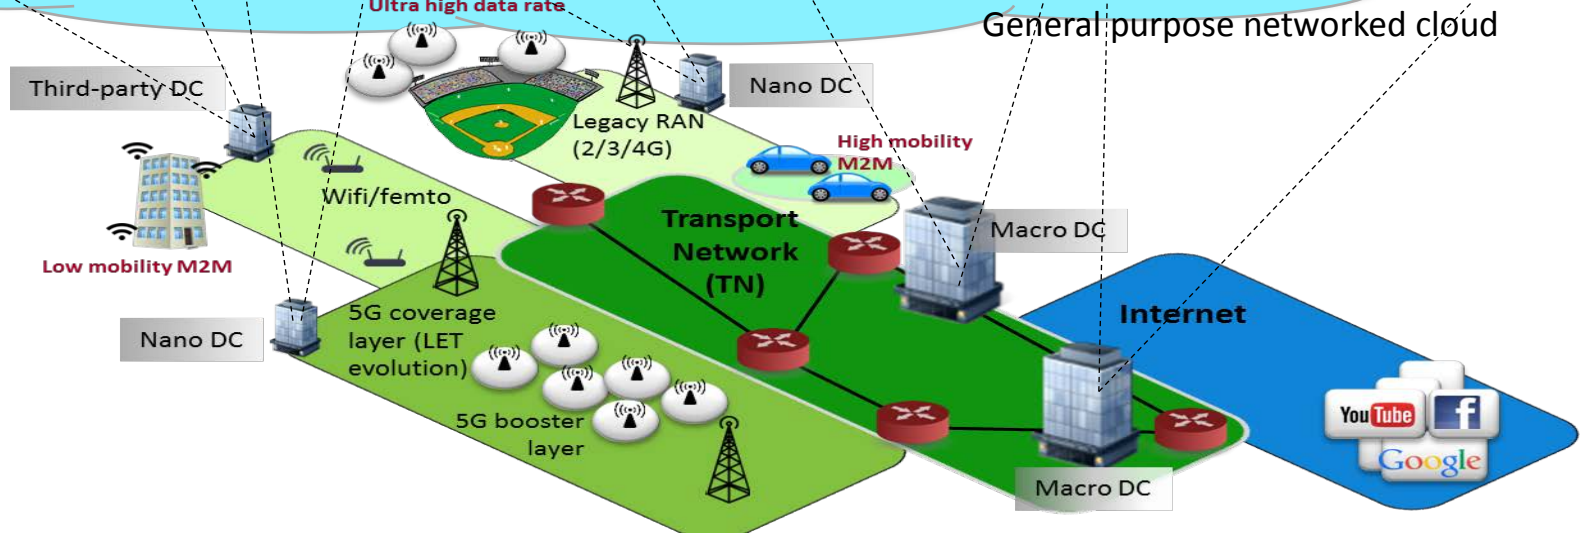 Ultra high data rate
General purpose networked cloud
Third-party DC
Nano DC
Legacy RAN
(2/3/4G)
High mobility
M2M
Wifi/femto
Transport
Network
(TN)
Macro DC
Low mobility M2M
Internet
Nano DC
5G coverage
layer (LET
evolution)
5G booster
layer
YouTube
f
Google
Macro DC